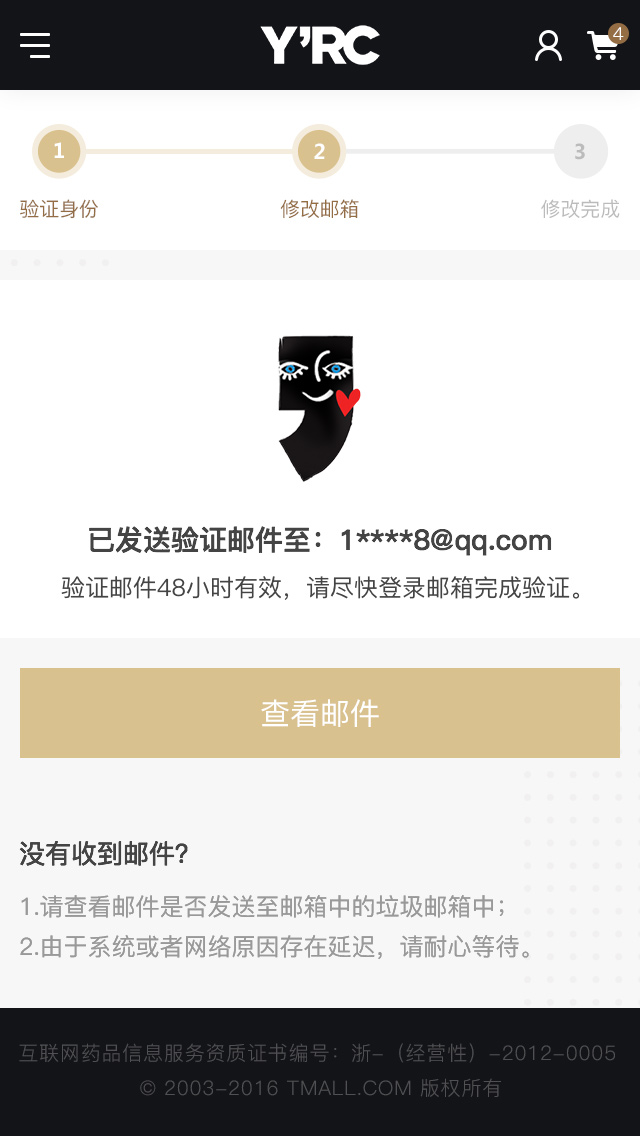 Y'RC
4
1
2
3
验证身份
修改邮箱
修改完成
已发送验证邮件至：1****8@qq.com
验证邮件48小时有效，请尽快登录邮箱完成验证。
查看邮件
没有收到邮件?
1.请查看邮件是否发送至邮箱中的垃圾邮箱中；
2.由于系统或者网络原因存在延迟，请耐心等待。
互联网药品信息服务资质证书编号：浙-（经营性）-2012-0005
© 2003-2016 TMALL.COM 版权所有